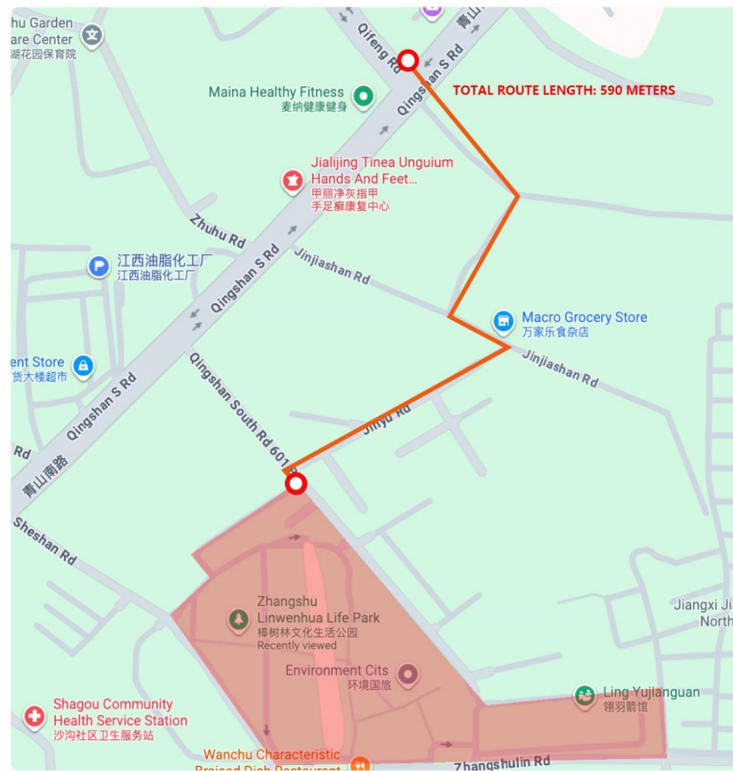 hu Garden
are Center
湖花园保育院
Qifeng Rd
青山
Qingshan S Rd
TOTAL ROUTE LENGTH: 590 METERS
Maina Healthy Fitness
麦纳健康健身
Jialijing Tinea Unguium
Hands And Feet...
甲丽净灰指甲
手足癣康复中心
Zhuhu Rd
江西油脂化工厂
江西油脂化工厂
Qingshan S Rd
Jinjiashan Rd
Macro Grocery Store
万家乐食杂店
ent Store
货大楼超市
Jinjiashan Rd
Qingshan South Rd 601
Qingshan S Rd
Jinyu Rd
Rd
青山南路
Sheshan Rd
Zhangshu
Linwenhua Life Park
樟树林文化生活公园
Recently viewed
Jiangxi Ji
North
Environment Cits
环境国旅
Ling Yujianguan
翎羽箭馆
Shagou Community
Health Service Station
沙沟社区卫生服务站
Wanchu Characteristic
Braised Dish Restaurant
Zhangshulin Rd